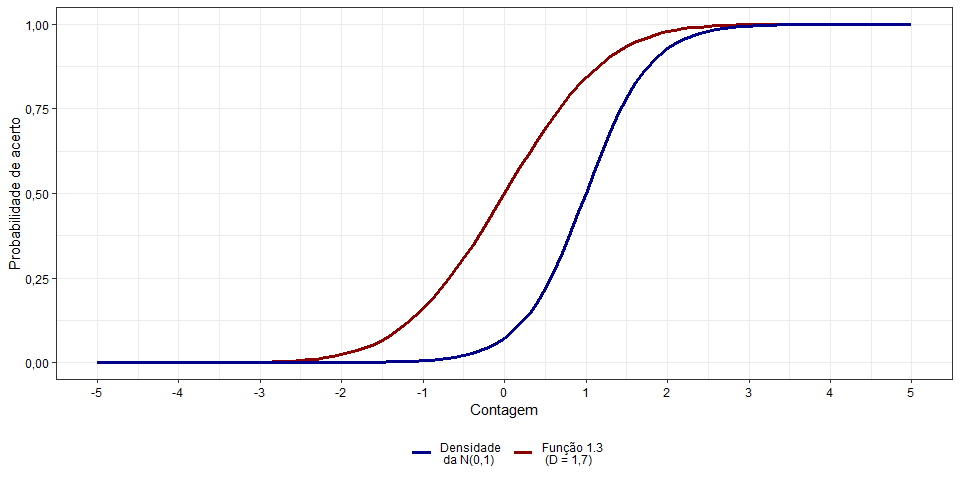 1,00
0,75
0,50
0,25
0,00
Probabilidade de acerto
-5 -4 -3 -2 -1 0 1 2 3 4 5
Contagem
Densidade
da N(0,1)
Função 1.3
(D = 1,7)